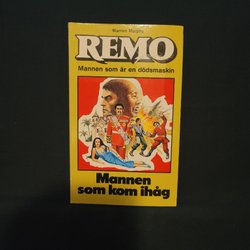 Warren Murphy
REMO
Mannen som är en dödsmaskin
Mannen
som kom ihåg